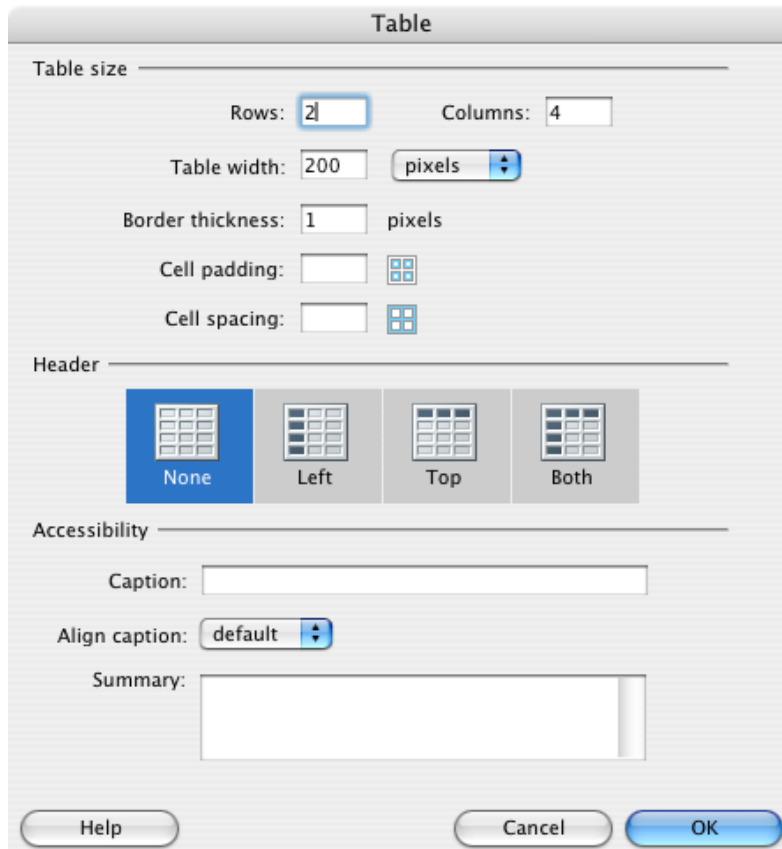 Table
Table size
Rows: 2 Columns: 4
Table width: 200 pixels
Border thickness: 1 pixels
Cell padding:
Cell spacing:
Header
None Left Top Both
Accessibility
Caption:
Align caption: default
Summary:
Help Cancel OK